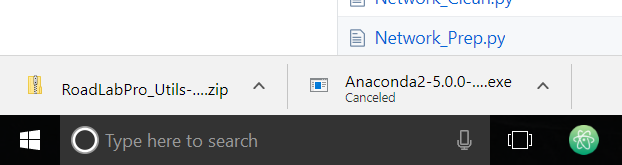 Network_Clean.py
Network_Prep.py
RoadLabPro_Utils-....zip
Anaconda2-5.0.0-....exe
Canceled
Type here to search